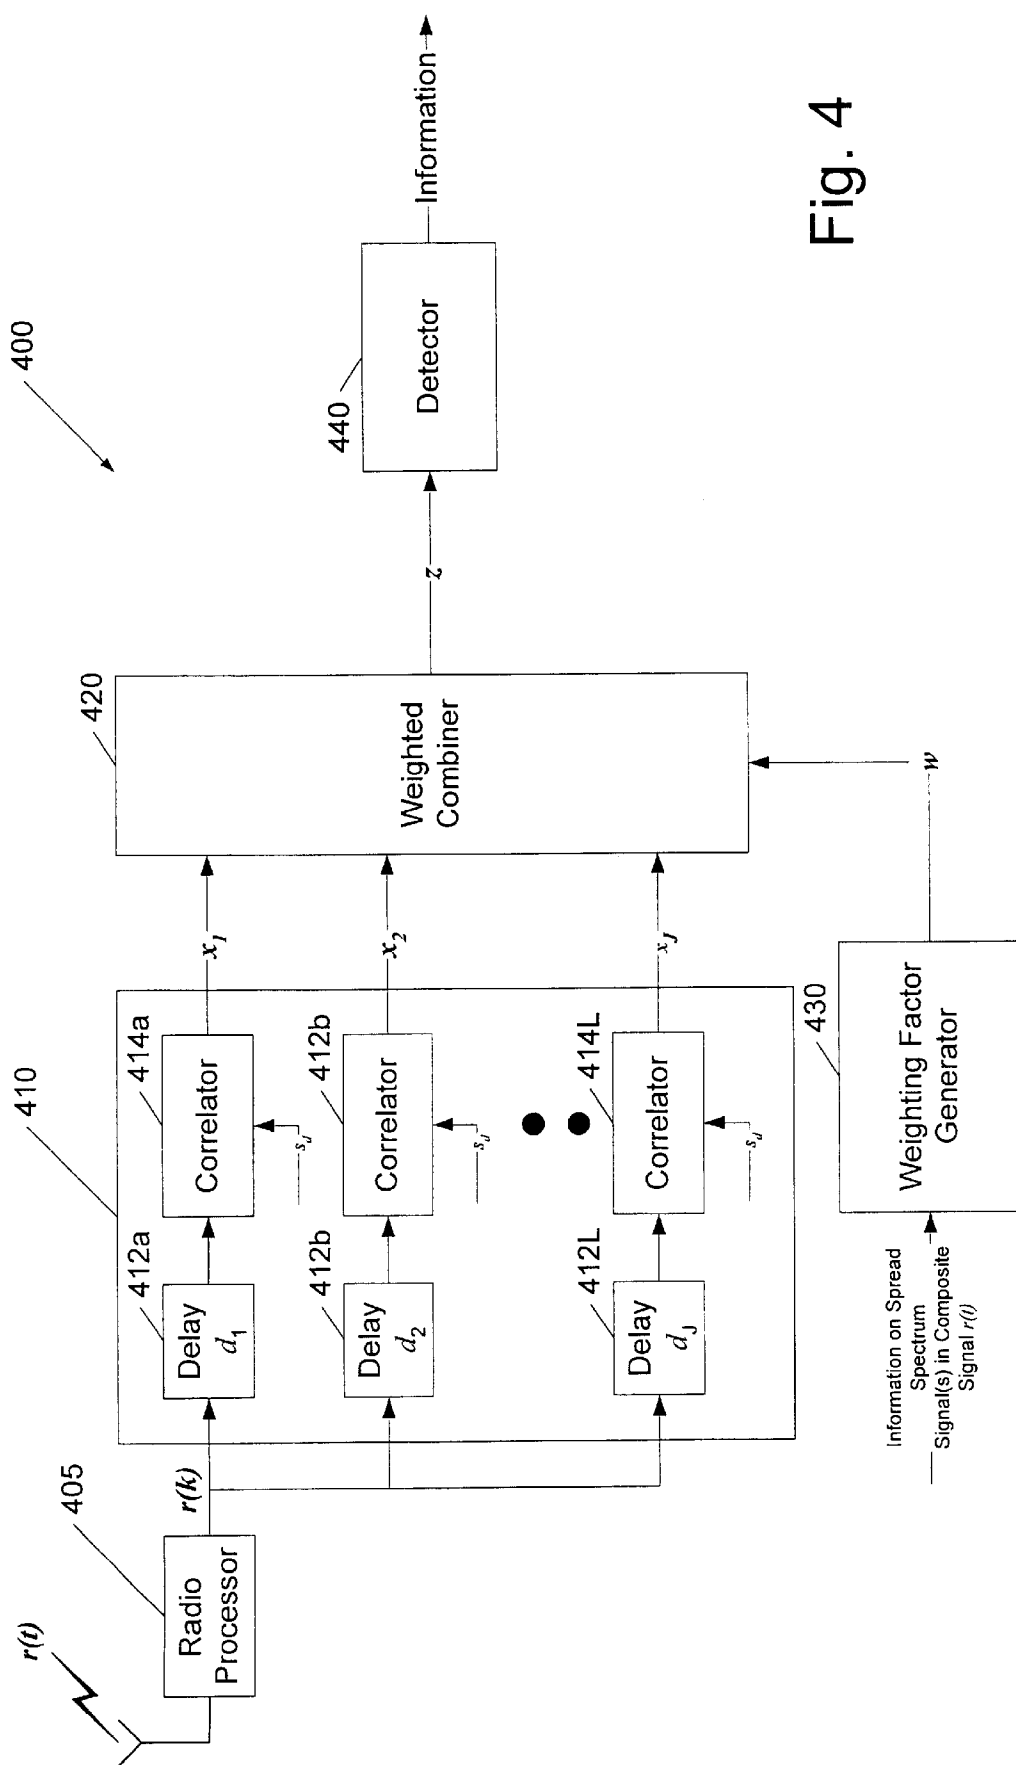 400
r(t)
405
Radio
Processor
r(k)
410
412a
Delay
d1
414a
Correlator
sd
x1
412b
Delay
d2
412b
Correlator
sd
x2
412L
Delay
dJ
414L
Correlator
sd
xJ
420
Weighted
Combiner
z
440
Detector
Information
Information on Spread
Spectrum
Signal(s) in Composite
Signal r(t)
430
Weighting Factor
Generator
w
Fig. 4